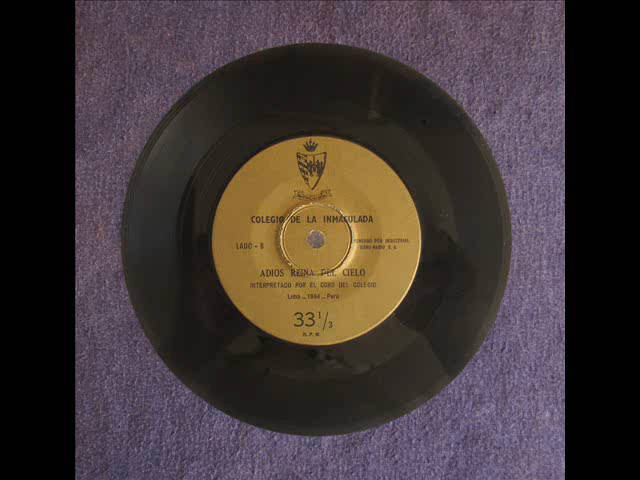 COLEGIO DE LA INMACULADA
LADO - B
PRENSADO POR INDUSTRIAL
SONO RADIO S. A
ADIOS REINA DEL CIELO
INTERPRETADO POR EL CORO DEL COLEGIO
Lima _ 1964 _ Perú
33 1/3
R. P. M.